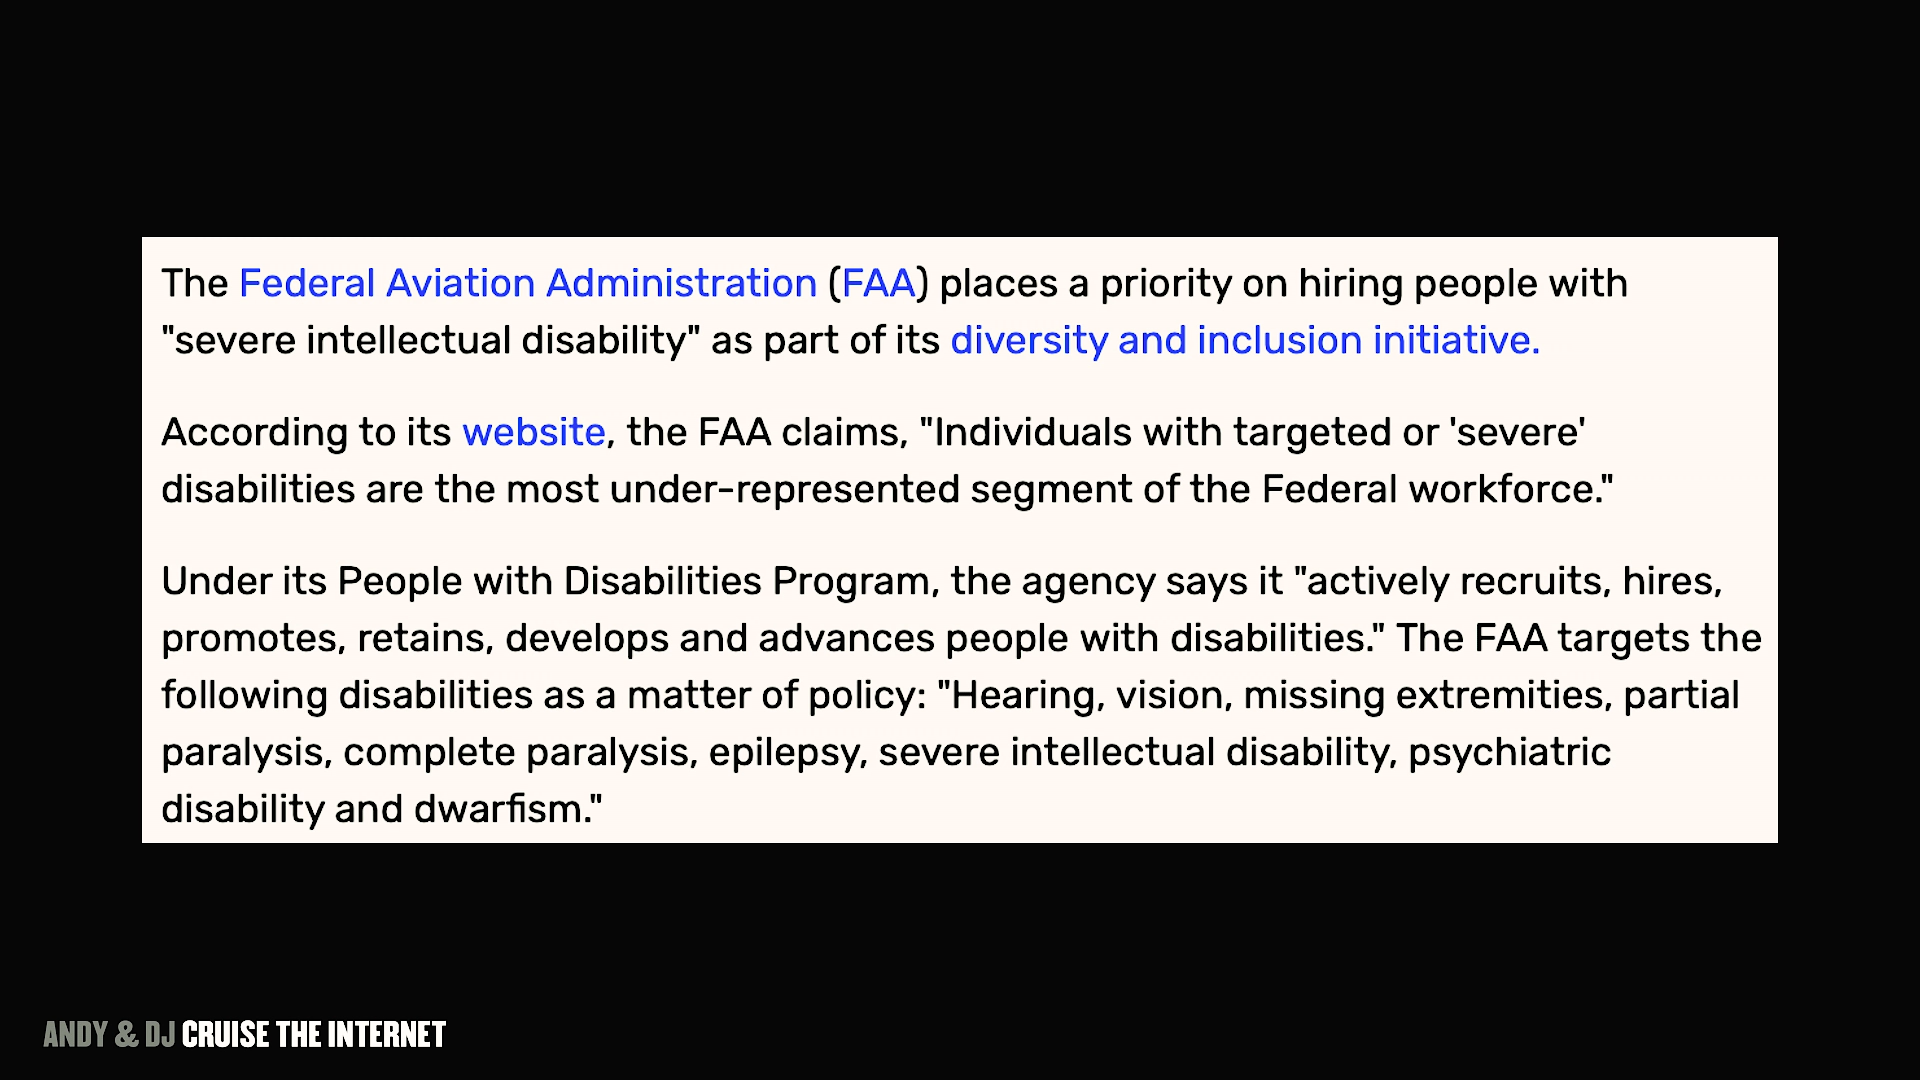 The Federal Aviation Administration (FAA) places a priority on hiring people with
"severe intellectual disability" as part of its diversity and inclusion initiative.
According to its website, the FAA claims, "Individuals with targeted or 'severe'
disabilities are the most under-represented segment of the Federal workforce."
Under its People with Disabilities Program, the agency says it "actively recruits, hires,
promotes, retains, develops and advances people with disabilities." The FAA targets the
following disabilities as a matter of policy: "Hearing, vision, missing extremities, partial
paralysis, complete paralysis, epilepsy, severe intellectual disability, psychiatric
disability and dwarfism."
ANDY & DJ CRUISE THE INTERNET